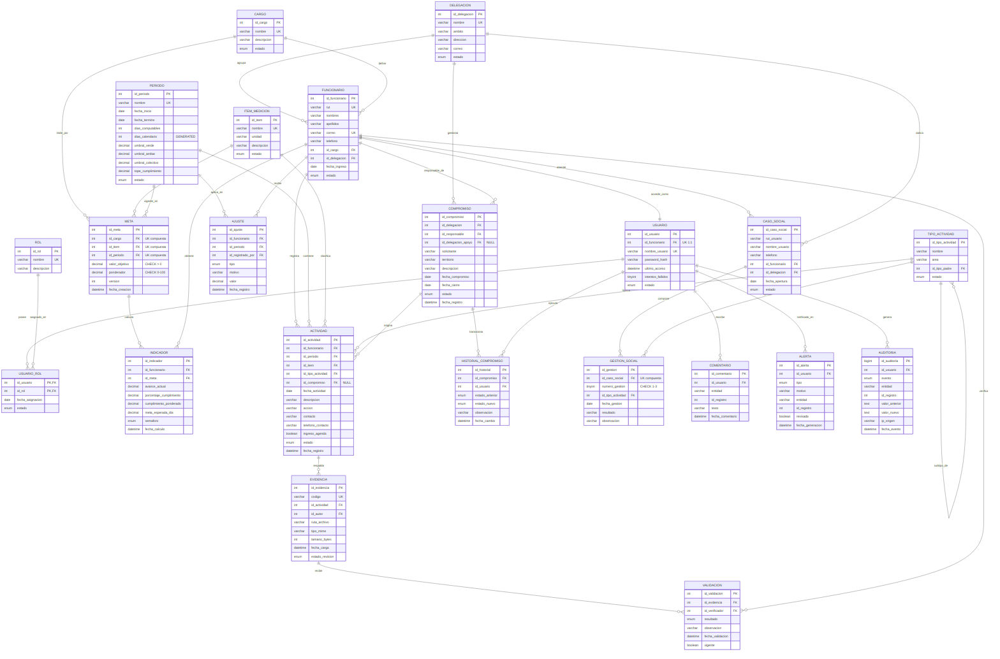 CARGO
int id_cargo PK
varchar nombre UK
varchar descripcion
enum estado
DELEGACION
int id_delegacion PK
varchar nombre UK
varchar ambito
varchar direccion
varchar correo
enum estado
agrupa
define
PERIODO
int id_periodo PK
varchar nombre UK
date fecha_inicio
date fecha_termino
int dias_computables
int dias_calendario GENERATED
decimal umbral_verde
decimal umbral_ambar
decimal umbral_colectivo
decimal tope_cumplimiento
enum estado
ITEM_MEDICION
int id_item PK
varchar nombre UK
varchar unidad
varchar descripcion
enum estado
FUNCIONARIO
int id_funcionario PK
varchar rut UK
varchar nombres
varchar apellidos
varchar correo UK
varchar telefono
int id_cargo FK
int id_delegacion FK
date fecha_ingreso
enum estado
mide_por
gestiona
radica
atiende
responsable_de
recibe
aplica_en
vigente_en
accede_como
META
int id_meta PK
int id_cargo FK UK compuesta
int id_item FK UK compuesta
int id_periodo FK UK compuesta
decimal valor_objetivo CHECK > 0
decimal ponderador CHECK 0-100
int version
datetime fecha_creacion
AJUSTE
int id_ajuste PK
int id_funcionario FK
int id_periodo FK
int id_registrado_por FK
enum tipo
varchar motivo
decimal valor
datetime fecha_registro
COMPROMISO
int id_compromiso PK
int id_delegacion FK
int id_responsable FK
int id_delegacion_apoyo FK NULL
varchar solicitante
varchar territorio
varchar descripcion
date fecha_compromiso
date fecha_cierre
enum estado
datetime fecha_registro
USUARIO
int id_usuario PK
int id_funcionario FK UK 1:1
varchar nombre_usuario UK
varchar password_hash
datetime ultimo_acceso
tinyint intentos_fallidos
enum estado
CASO_SOCIAL
int id_caso_social PK
varchar rut_usuario
varchar nombre_usuario
varchar telefono
int id_funcionario FK
int id_delegacion FK
date fecha_apertura
enum estado
TIPO_ACTIVIDAD
int id_tipo_actividad PK
varchar nombre
varchar area
int id_tipo_padre FK
enum estado
ROL
int id_rol PK
varchar nombre UK
varchar descripcion
obtiene
registra
contiene
clasifica
verifica
compone
ejecuta
posee
asignado_en
calcula
origina
transiciona
escribe
notificado_en
genera
ACTIVIDAD
int id_actividad PK
int id_funcionario FK
int id_periodo FK
int id_item FK
int id_tipo_actividad FK
int id_compromiso FK NULL
date fecha_actividad
varchar descripcion
varchar accion
varchar contacto
varchar telefono_contacto
boolean ingreso_agenda
enum estado
datetime fecha_registro
INDICADOR
int id_indicador PK
int id_funcionario FK
int id_meta FK
decimal avance_actual
decimal porcentaje_cumplimiento
decimal cumplimiento_ponderado
decimal meta_esperada_dia
enum semaforo
datetime fecha_calculo
USUARIO_ROL
int id_usuario PK,FK
int id_rol PK,FK
date fecha_asignacion
enum estado
HISTORIAL_COMPROMISO
int id_historial PK
int id_compromiso FK
int id_usuario FK
enum estado_anterior
enum estado_nuevo
varchar observacion
datetime fecha_cambio
GESTION_SOCIAL
int id_gestion PK
int id_caso_social FK UK compuesta
tinyint numero_gestion CHECK 1-3
int id_tipo_actividad FK
date fecha_gestion
varchar resultado
varchar observacion
COMENTARIO
int id_comentario PK
int id_usuario FK
varchar entidad
int id_registro
varchar texto
datetime fecha_comentario
ALERTA
int id_alerta PK
int id_usuario FK
enum tipo
varchar motivo
varchar entidad
int id_registro
boolean revisada
datetime fecha_generacion
AUDITORIA
bigint id_auditoria PK
int id_usuario FK
enum evento
varchar entidad
int id_registro
text valor_anterior
text valor_nuevo
varchar ip_origen
datetime fecha_evento
subtipo_de
respalda
EVIDENCIA
int id_evidencia PK
varchar codigo UK
int id_actividad FK
int id_autor FK
varchar ruta_archivo
varchar tipo_mime
int tamano_bytes
datetime fecha_carga
enum estado_revision
recibe
VALIDACION
int id_validacion PK
int id_evidencia FK
int id_verificador FK
enum resultado
varchar observacion
datetime fecha_validacion
boolean vigente